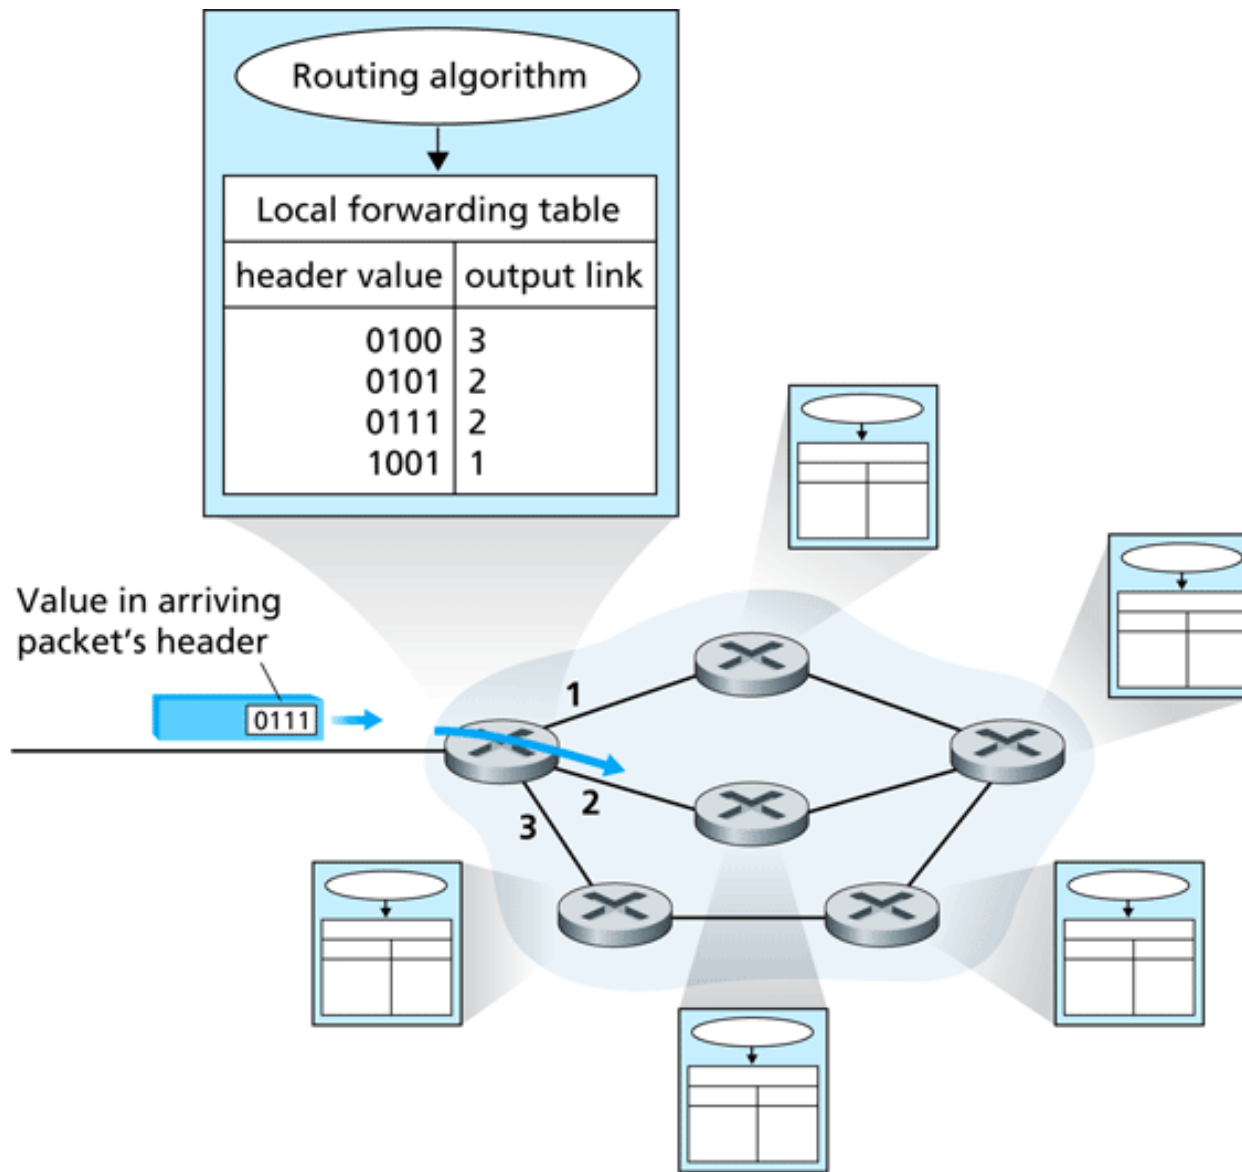 Routing algorithm
Local forwarding table
header value output link
0100 3
0101 2
0111 2
1001 1
Value in arriving
packet’s header
0111
1
2
3